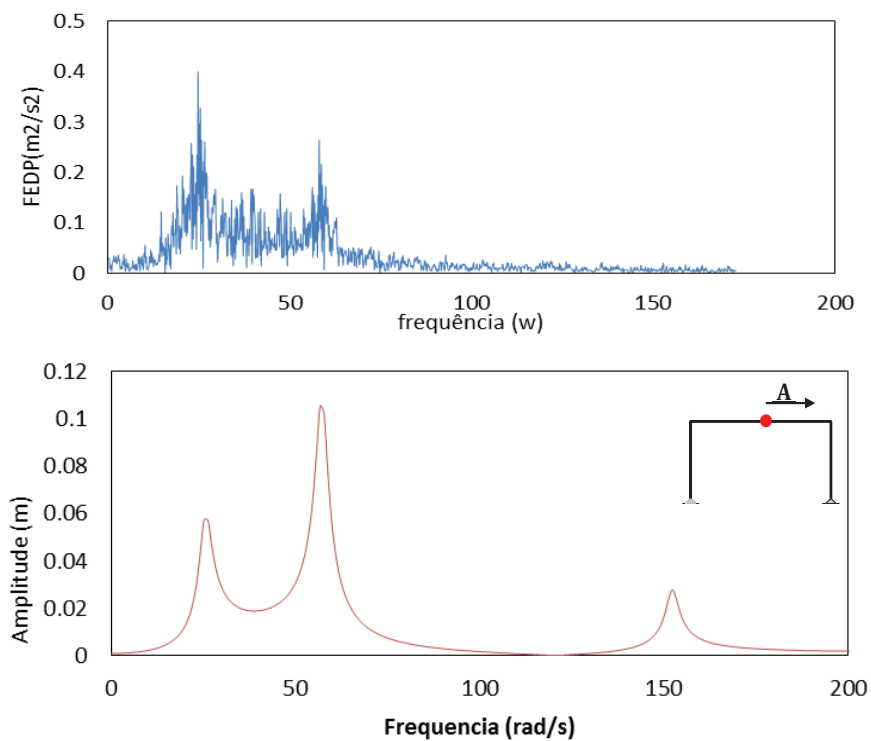 0.5
0.4
0.3
0.2
0.1
0
FEDP(m2/s2)
0 50 100 150 200
frequência (w)
0.12
0.1
0.08
0.06
0.04
0.02
0
Amplitude (m)
A
0 50 100 150 200
Frequencia (rad/s)